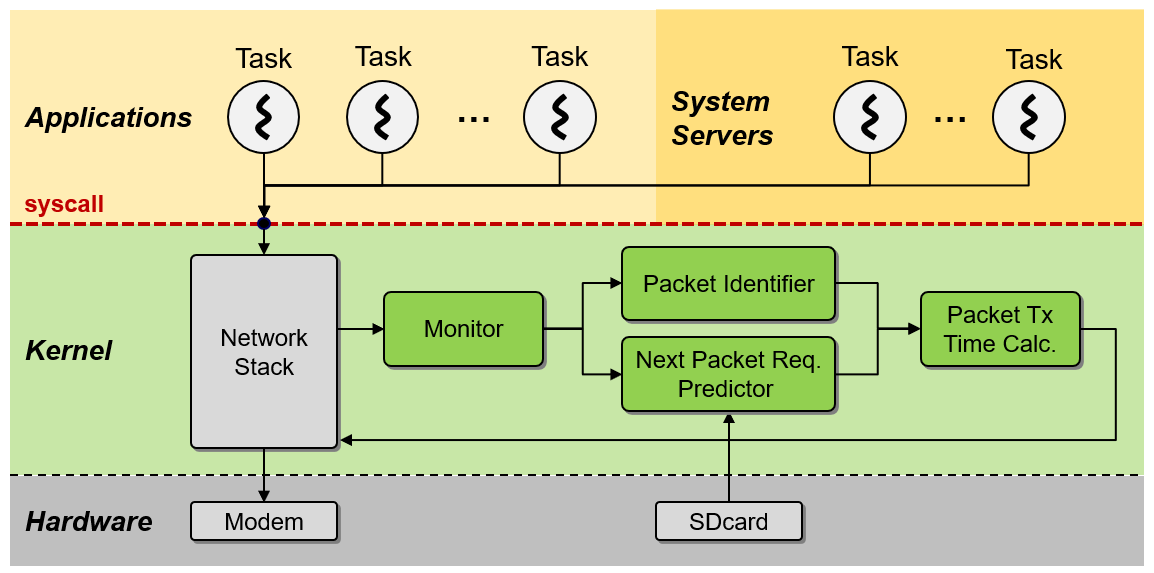 Task
Task
Task
Task
Task
Applications
...
System
Servers
...
syscall
Network
Stack
Monitor
Packet Identifier
Next Packet Req.
Predictor
Packet Tx
Time Calc.
Kernel
Hardware
Modem
SDcard